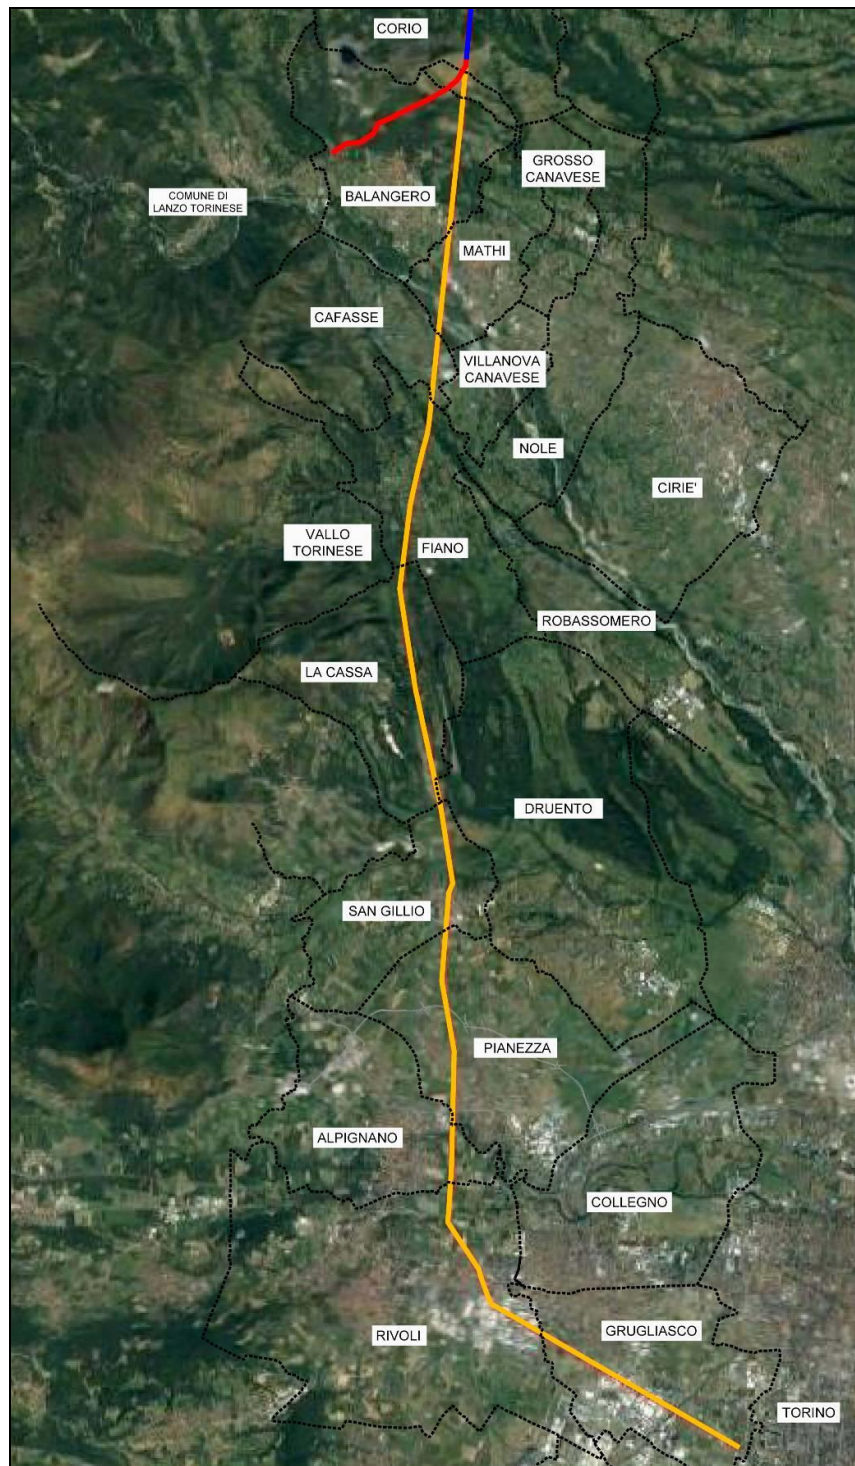 CORIO
GROSSO
CANAVESE
COMUNE DI
LANZO TORINESE
BALANGERO
MATHI
CAFASSE
VILLANOVA
CANAVESE
NOLE
CIRIE'
VALLO
TORINESE
FIANO
ROBASSOMERO
LA CASSA
DRUENTO
SAN GILLIO
PIANEZZA
ALPIGNANO
COLLEGNO
RIVOLI
GRUGLIASCO
TORINO